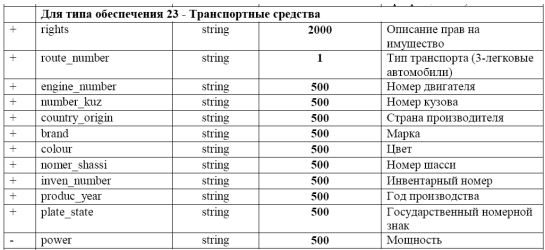 Для типа обеспечения 23 - Транспортные средства
+ rights string 2000 Описание прав на
имущество
+ route_number string 1 Тип транспорта (3-легковые
автомобили)
+ engine_number string 500 Номер двигателя
+ number_kuz string 500 Номер кузова
+ country_origin string 500 Страна производителя
+ brand string 500 Марка
+ colour string 500 Цвет
+ nomer_shassi string 500 Номер шасси
+ inven_number string 500 Инвентарный номер
+ produc_year string 500 Год производства
+ plate_state string 500 Государственный номерной
знак
- power string 500 Мощность